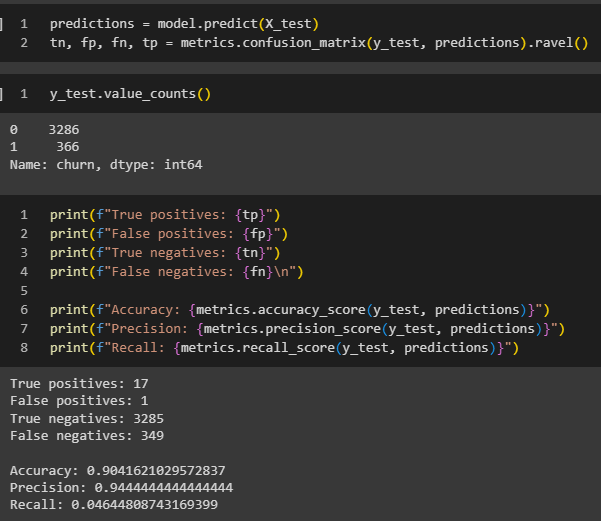 ] 1 predictions = model.predict(X_test)
2 tn, fp, fn, tp = metrics.confusion_matrix(y_test, predictions).ravel()
] 1 y_test.value_counts()
0    3286
1     366
Name: churn, dtype: int64
1 print(f"True positives: {tp}")
2 print(f"False positives: {fp}")
3 print(f"True negatives: {tn}")
4 print(f"False negatives: {fn}\n")
5
6 print(f"Accuracy: {metrics.accuracy_score(y_test, predictions)}")
7 print(f"Precision: {metrics.precision_score(y_test, predictions)}")
8 print(f"Recall: {metrics.recall_score(y_test, predictions)}")
True positives: 17
False positives: 1
True negatives: 3285
False negatives: 349
Accuracy: 0.9041621029572837
Precision: 0.9444444444444444
Recall: 0.04644808743169399